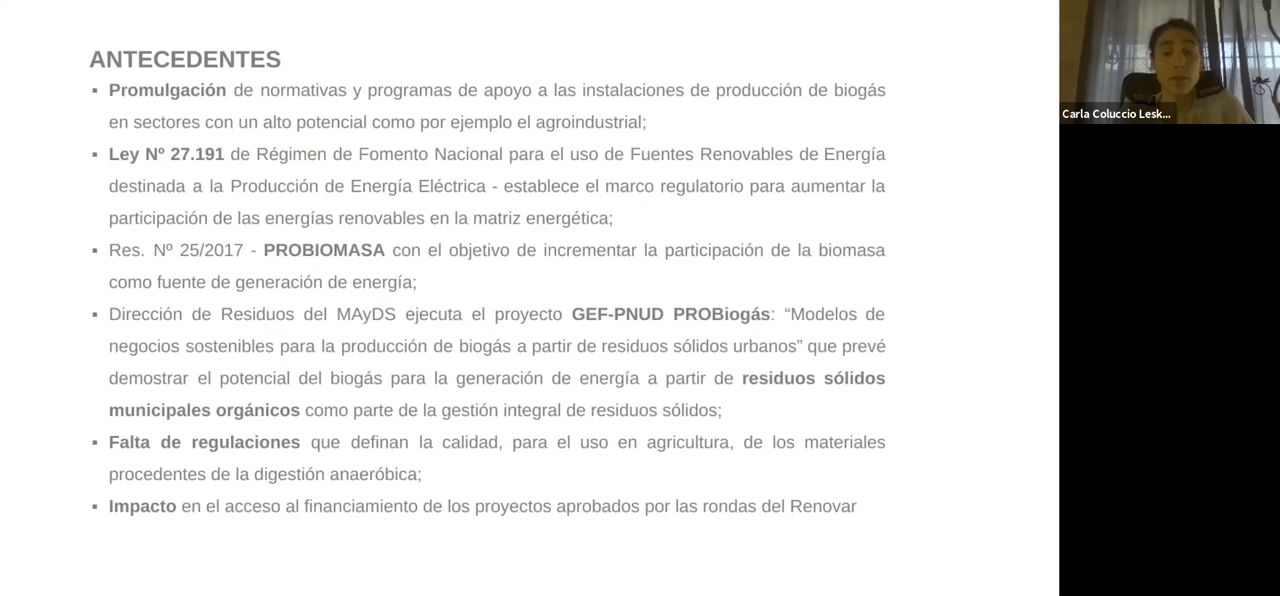 ANTECEDENTES
▪ Promulgación de normativas y programas de apoyo a las instalaciones de producción de biogás
en sectores con un alto potencial como por ejemplo el agroindustrial;
▪ Ley Nº 27.191 de Régimen de Fomento Nacional para el uso de Fuentes Renovables de Energía
destinada a la Producción de Energía Eléctrica - establece el marco regulatorio para aumentar la
participación de las energías renovables en la matriz energética;
▪ Res. Nº 25/2017 - PROBIOMASA con el objetivo de incrementar la participación de la biomasa
como fuente de generación de energía;
▪ Dirección de Residuos del MAyDS ejecuta el proyecto GEF-PNUD PROBiogás: “Modelos de
negocios sostenibles para la producción de biogás a partir de residuos sólidos urbanos” que prevé
demostrar el potencial del biogás para la generación de energía a partir de residuos sólidos
municipales orgánicos como parte de la gestión integral de residuos sólidos;
▪ Falta de regulaciones que definan la calidad, para el uso en agricultura, de los materiales
procedentes de la digestión anaeróbica;
▪ Impacto en el acceso al financiamiento de los proyectos aprobados por las rondas del Renovar
Carla Coluccio Lesk...